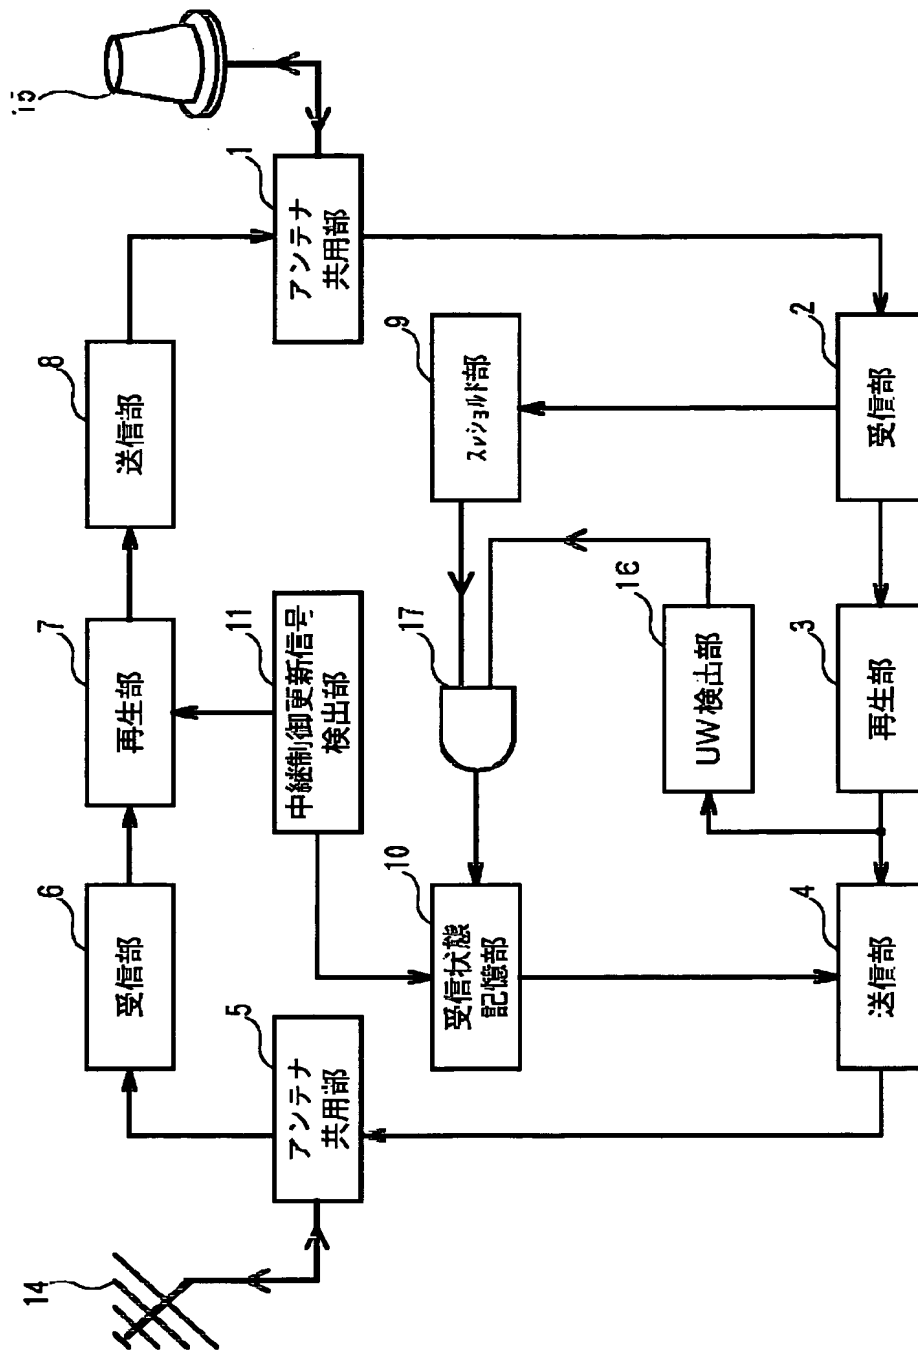 14
15
6
受信部
7
再生部
8
送信部
5
アンテナ
共用部
11
中継制御更新信号
検出部
1
アンテナ
共用部
10
受信状態
記憶部
17
9
スレショルド部
16
UW検出部
4
送信部
3
再生部
2
受信部